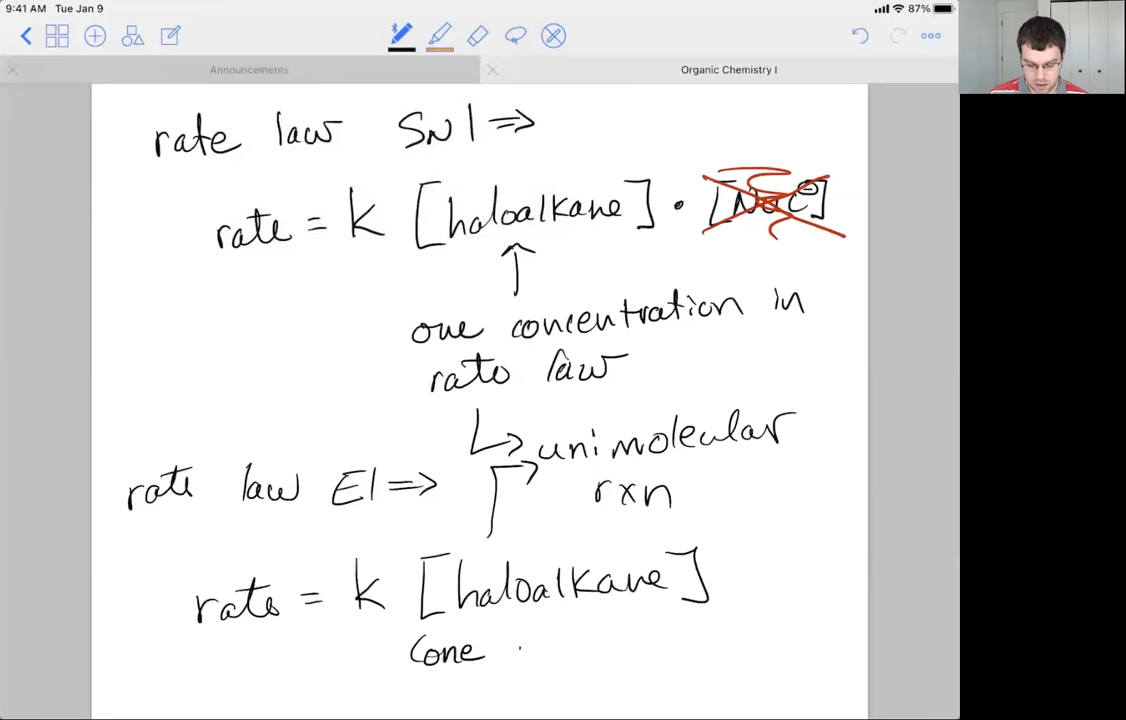 9:41 AM Tue Jan 9
87%
Announcements
Organic Chemistry I
rate law SN1 ⇒
rate = k [haloalkane] • [Nuc⊖]
↑
one concentration in
rate law
↳ unimolecular
rxn
rate law E1 ⇒
rate = k [haloalkane]
(one